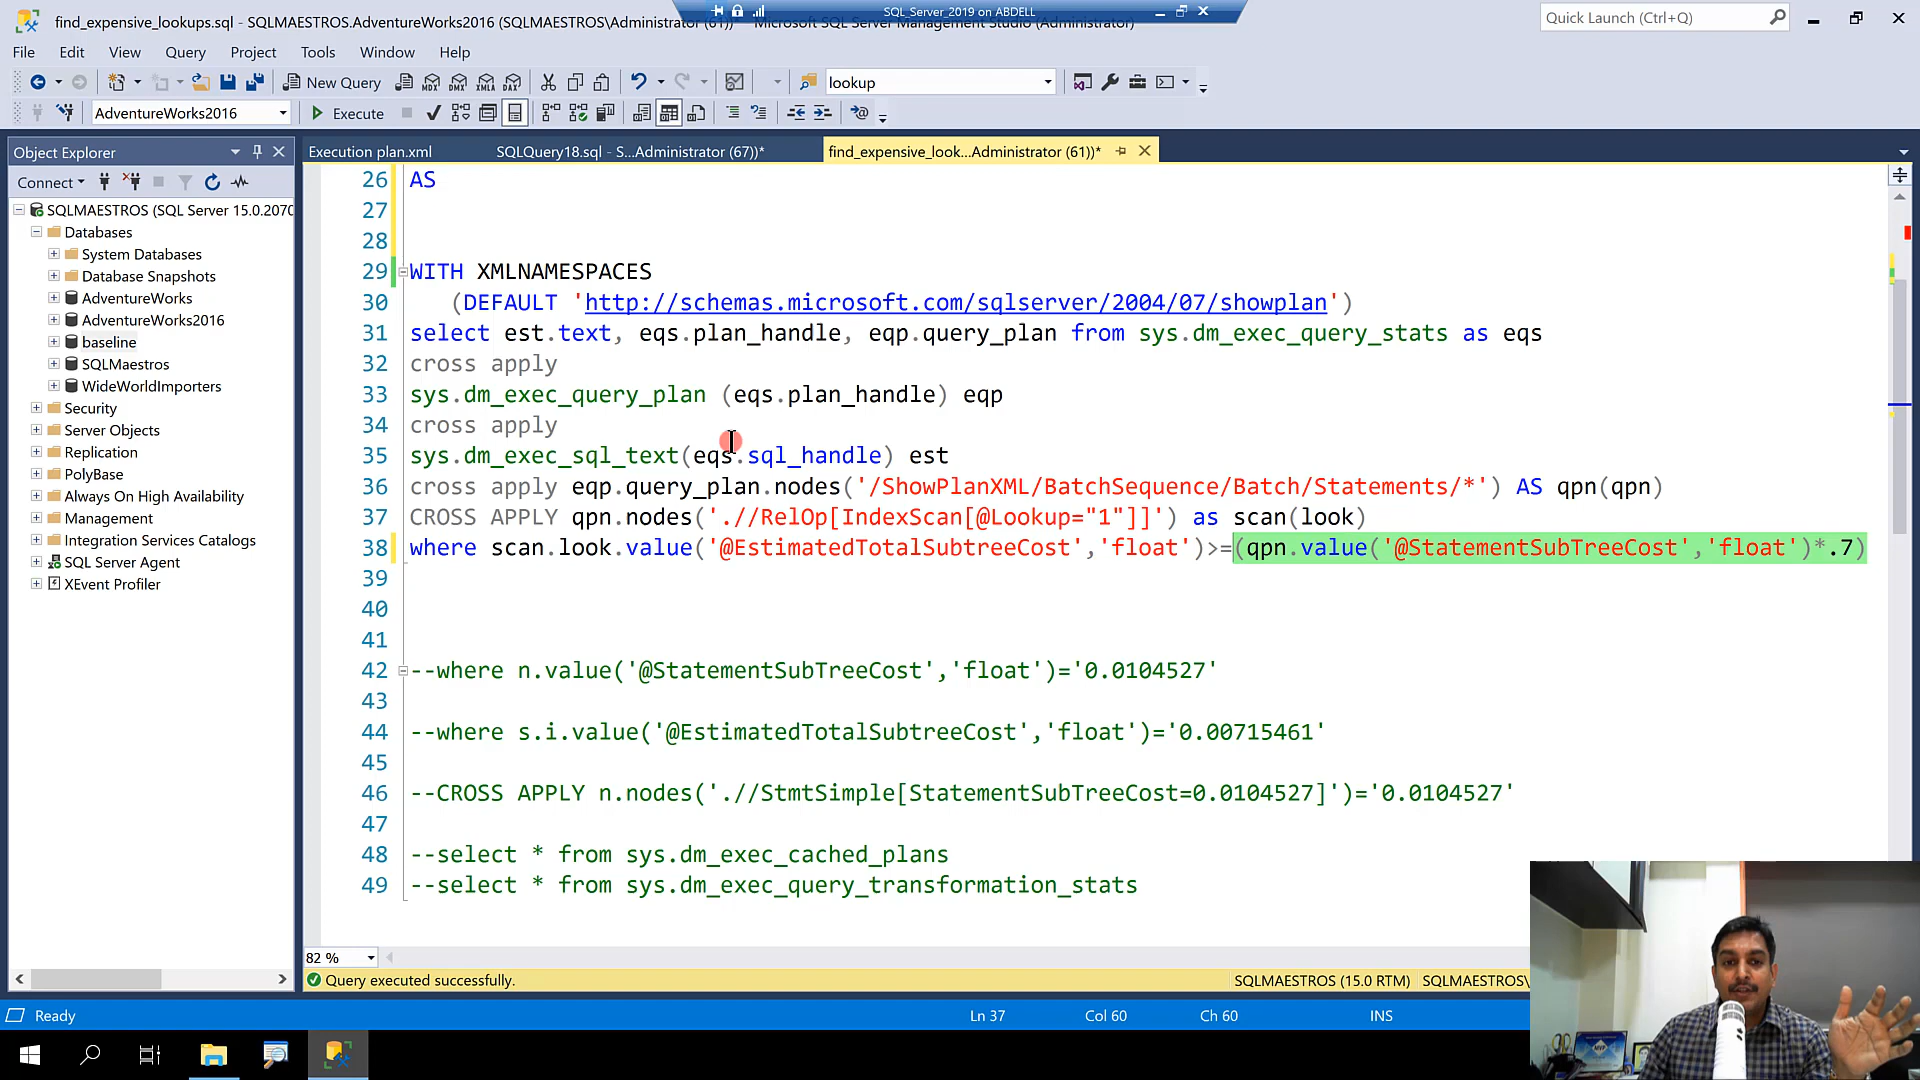 find_expensive_lookups.sql - SQLMAESTROS.AdventureWorks2016 (SQLMAESTROS\Administrator (61))* - Microsoft SQL Server Management Studio (Administrator)
SQL_Server_2019 on ABDELL
Quick Launch (Ctrl+Q)
File Edit View Query Project Tools Window Help
New Query
MDX DMX XMLA DAX
lookup
AdventureWorks2016
Execute
Object Explorer
Execution plan.xml
SQLQuery18.sql - S...Administrator (67))*
find_expensive_look...Administrator (61))*
Connect
SQLMAESTROS (SQL Server 15.0.2070
Databases
System Databases
Database Snapshots
AdventureWorks
AdventureWorks2016
baseline
SQLMaestros
WideWorldImporters
Security
Server Objects
Replication
PolyBase
Always On High Availability
Management
Integration Services Catalogs
SQL Server Agent
XEvent Profiler
26 AS
27
28
29 WITH XMLNAMESPACES
30 (DEFAULT 'http://schemas.microsoft.com/sqlserver/2004/07/showplan')
31 select est.text, eqs.plan_handle, eqp.query_plan from sys.dm_exec_query_stats as eqs
32 cross apply
33 sys.dm_exec_query_plan (eqs.plan_handle) eqp
34 cross apply
35 sys.dm_exec_sql_text(eqs.sql_handle) est
36 cross apply eqp.query_plan.nodes('/ShowPlanXML/BatchSequence/Batch/Statements/*') AS qpn(qpn)
37 CROSS APPLY qpn.nodes('.//RelOp[IndexScan[@Lookup="1"]]') as scan(look)
38 where scan.look.value('@EstimatedTotalSubtreeCost','float')>=(qpn.value('@StatementSubTreeCost','float')*.7)
39
40
41
42 --where n.value('@StatementSubTreeCost','float')='0.0104527'
43
44 --where s.i.value('@EstimatedTotalSubtreeCost','float')='0.00715461'
45
46 --CROSS APPLY n.nodes('.//StmtSimple[StatementSubTreeCost=0.0104527]')='0.0104527'
47
48 --select * from sys.dm_exec_cached_plans
49 --select * from sys.dm_exec_query_transformation_stats
82 %
Query executed successfully.
SQLMAESTROS (15.0 RTM)
SQLMAESTROS\
Ready
Ln 37
Col 60
Ch 60
INS